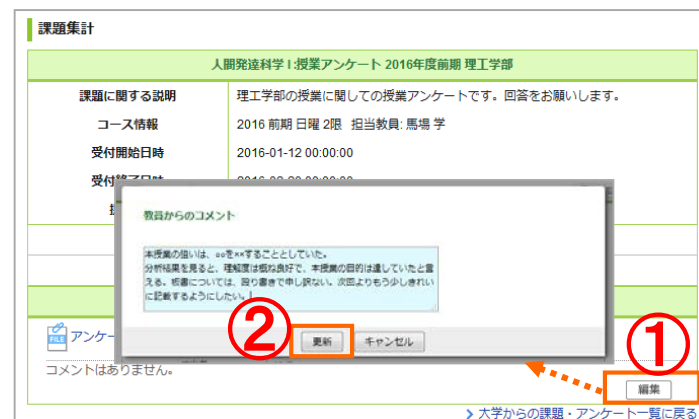 課題集計
人間発達科学Ⅰ:授業アンケート 2016年度前期 理工学部
課題に関する説明
理工学部の授業に関しての授業アンケートです。回答をお願いします。
コース情報
2016 前期 日曜 2限 担当教員: 馬場 学
受付開始日時
2016-01-12 00:00:00
教員からのコメント
本授業の狙いは、○○を××することとしていた。
分析結果を見ると、理解度は概ね良好で、本授業の目的は達していたと言
える。板書については、殴り書きで申し訳ない。次回よりもう少しきれい
に記載するようにしたい。
②
更新
キャンセル
①
FILE
アンケー
コメントはありません。
編集
大学からの課題・アンケート一覧に戻る